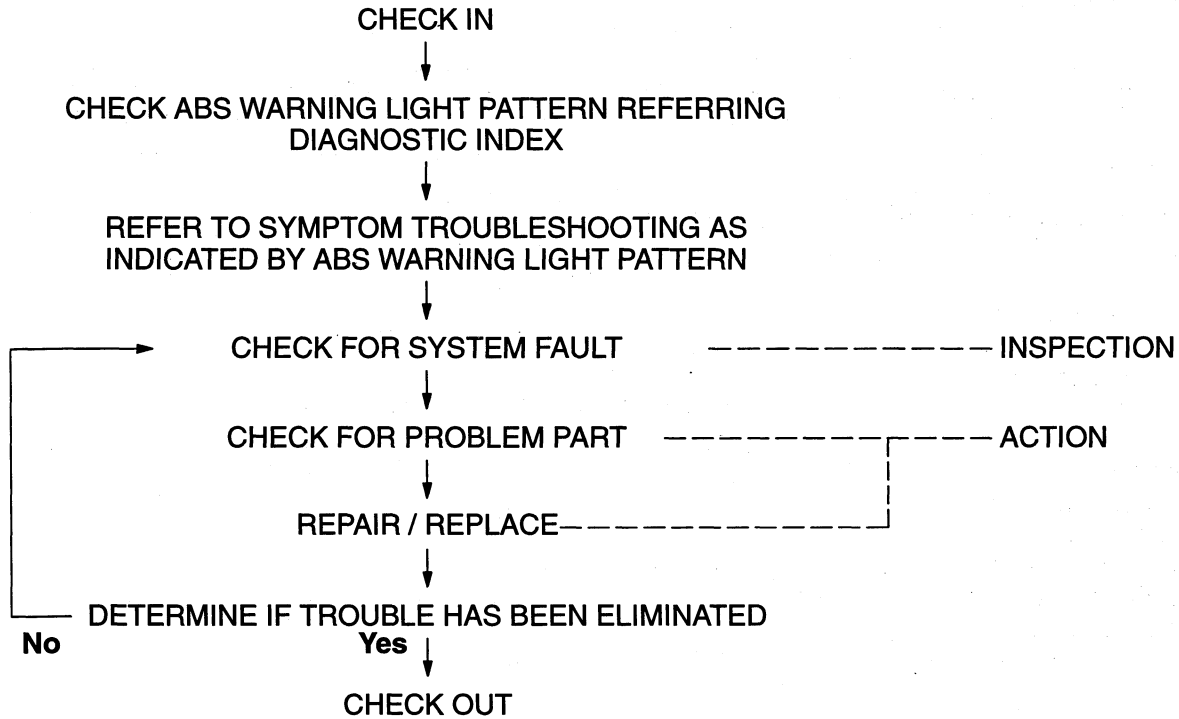 CHECK IN
CHECK ABS WARNING LIGHT PATTERN REFERRING
DIAGNOSTIC INDEX
REFER TO SYMPTOM TROUBLESHOOTING AS
INDICATED BY ABS WARNING LIGHT PATTERN
CHECK FOR SYSTEM FAULT
INSPECTION
CHECK FOR PROBLEM PART
ACTION
REPAIR / REPLACE
DETERMINE IF TROUBLE HAS BEEN ELIMINATED
No
Yes
CHECK OUT